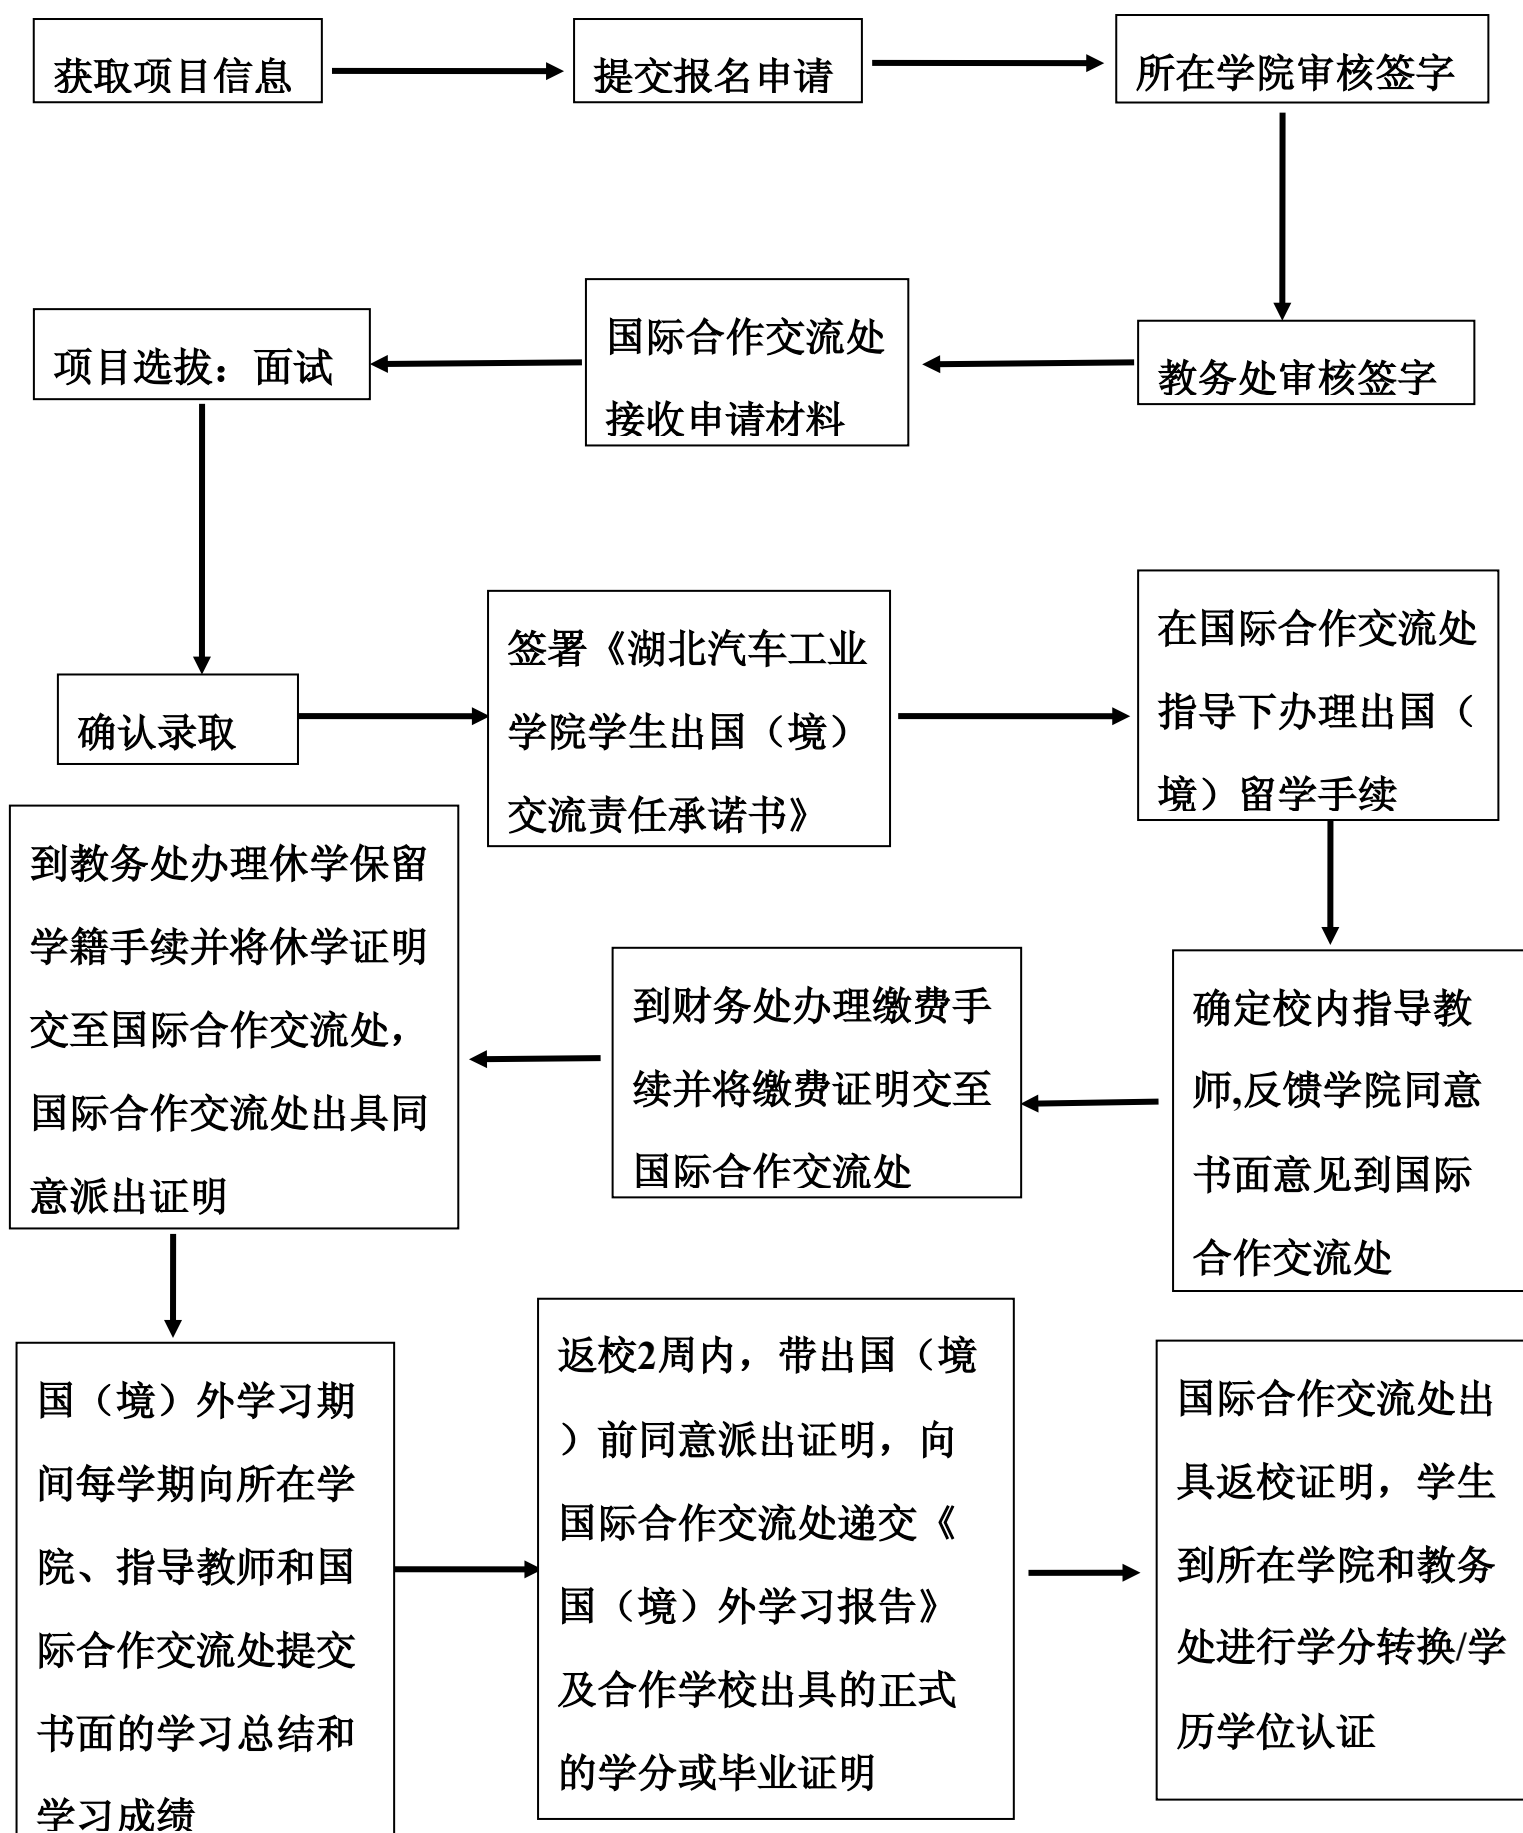 获取项目信息
提交报名申请
所在学院审核签字
教务处审核签字
国际合作交流处
接收申请材料
项目选拔：面试
确认录取
签署《湖北汽车工业
学院学生出国（境）
交流责任承诺书》
在国际合作交流处
指导下办理出国（
境）留学手续
确定校内指导教
师,反馈学院同意
书面意见到国际
合作交流处
到财务处办理缴费手
续并将缴费证明交至
国际合作交流处
到教务处办理休学保留
学籍手续并将休学证明
交至国际合作交流处，
国际合作交流处出具同
意派出证明
国（境）外学习期
间每学期向所在学
院、指导教师和国
际合作交流处提交
书面的学习总结和
学习成绩
返校2周内，带出国（境
）前同意派出证明，向
国际合作交流处递交《
国（境）外学习报告》
及合作学校出具的正式
的学分或毕业证明
国际合作交流处出
具返校证明，学生
到所在学院和教务
处进行学分转换/学
历学位认证